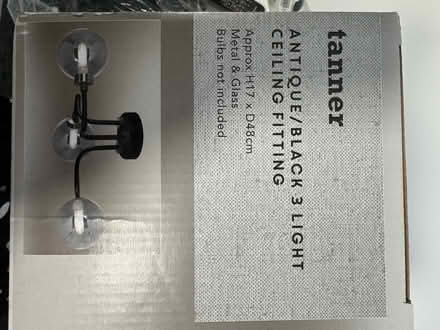 tanner
ANTIQUE/BLACK 3 LIGHT
CEILING FITTING
Approx H17 x D48cm
Metal & Glass
Bulbs not included